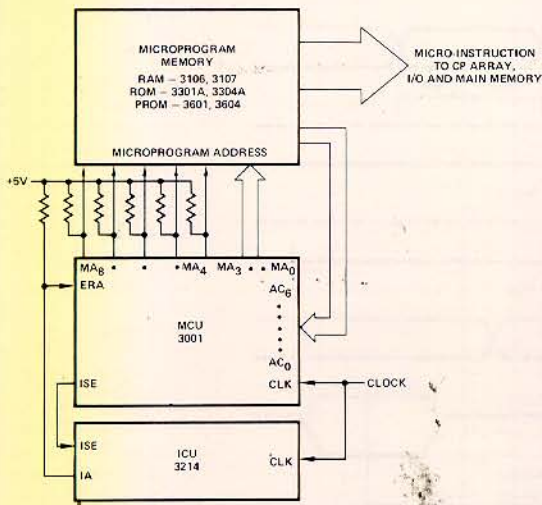 MICROPROGRAM
MEMORY
RAM – 3106, 3107
ROM – 3301A, 3304A
PROM – 3601, 3604
MICROPROGRAM ADDRESS
MICRO-INSTRUCTION
TO CP ARRAY,
I/O AND MAIN MEMORY
+5V
MA8 • • • MA4 MA3 • • MA0
ERA
AC6
MCU
3001
AC0
ISE
CLK
CLOCK
ISE
ICU
3214
CLK
IA